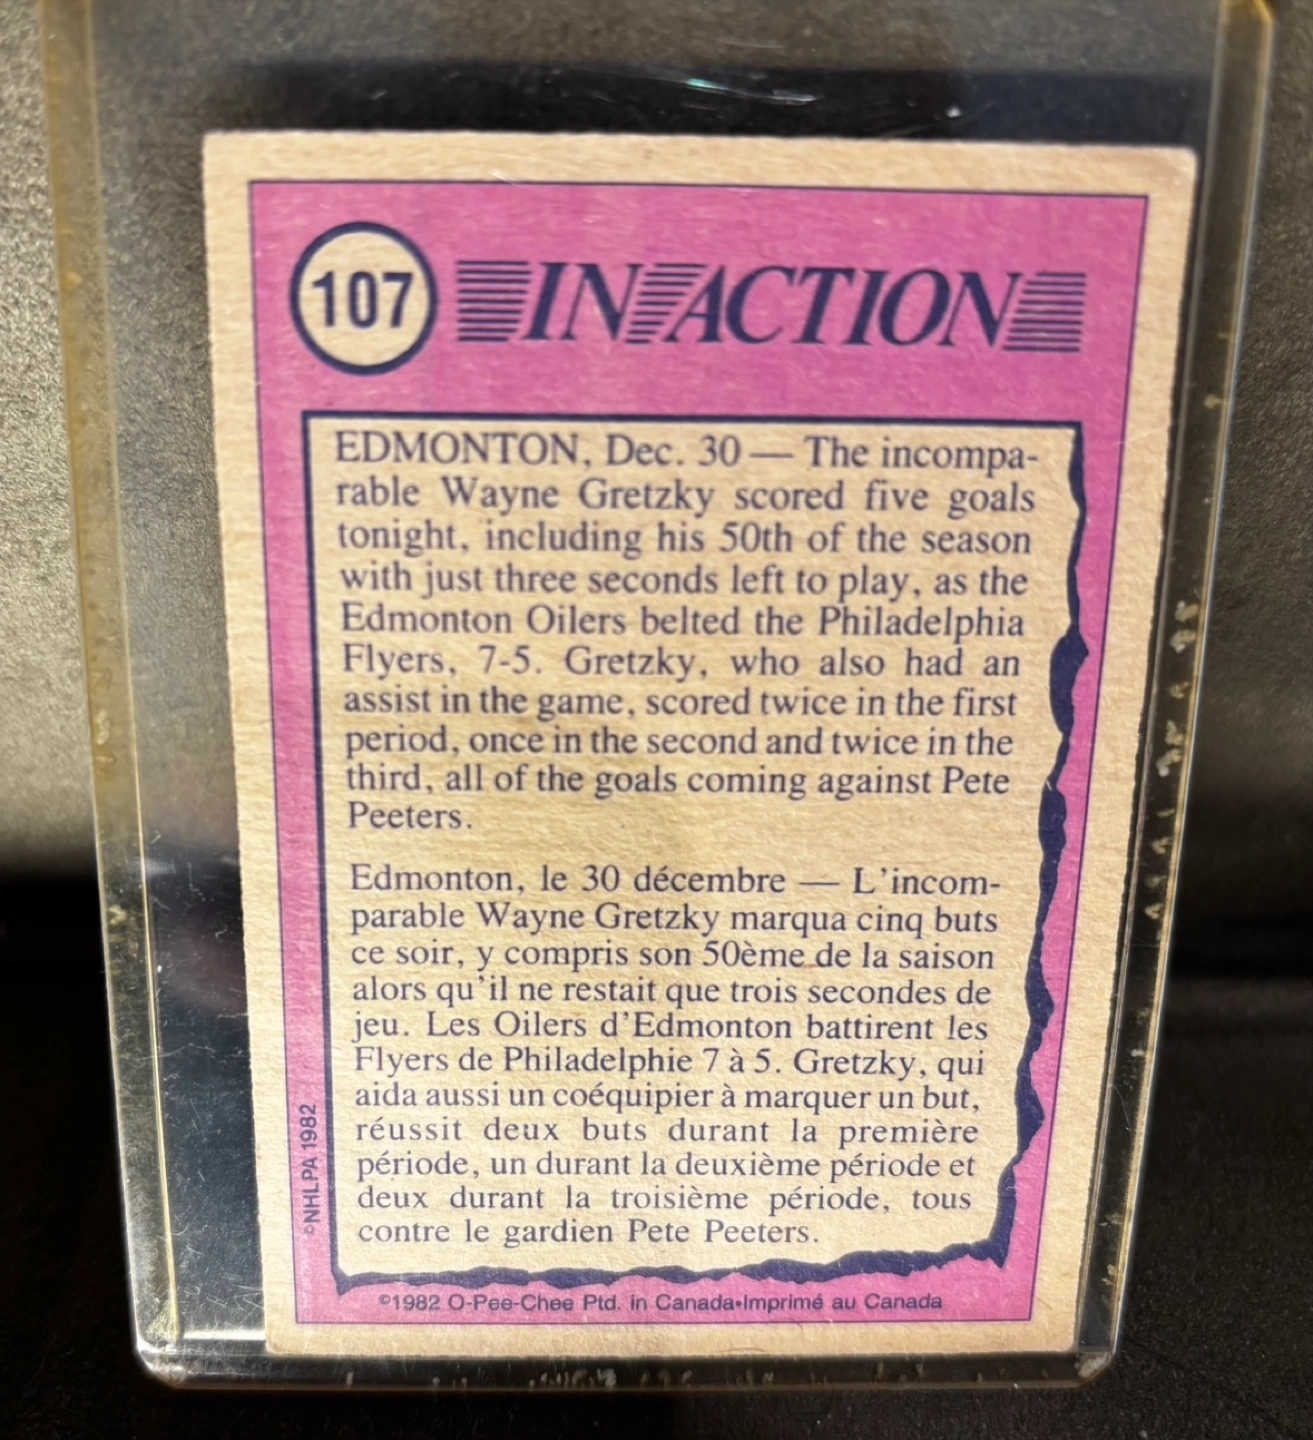 107
IN ACTION
EDMONTON, Dec. 30 — The incompa-
rable Wayne Gretzky scored five goals
tonight, including his 50th of the season
with just three seconds left to play, as the
Edmonton Oilers belted the Philadelphia
Flyers, 7-5. Gretzky, who also had an
assist in the game, scored twice in the first
period, once in the second and twice in the
third, all of the goals coming against Pete
Peeters.
Edmonton, le 30 décembre — L'incom-
parable Wayne Gretzky marqua cinq buts
ce soir, y compris son 50ème de la saison
alors qu'il ne restait que trois secondes de
jeu. Les Oilers d'Edmonton battirent les
Flyers de Philadelphie 7 à 5. Gretzky, qui
aida aussi un coéquipier à marquer un but,
réussit deux buts durant la première
période, un durant la deuxième période et
deux durant la troisième période, tous
contre le gardien Pete Peeters.
©NHLPA 1982
©1982 O-Pee-Chee Ptd. in Canada•Imprimé au Canada